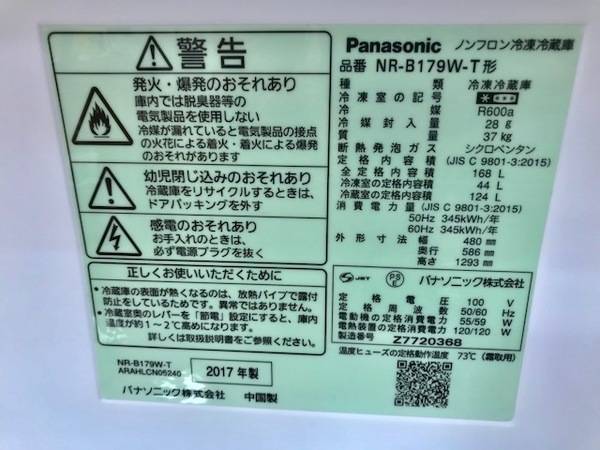 警告
発火・爆発のおそれあり
庫内では脱臭器等の
電気製品を使用しない
冷媒が漏れていると電気製品の接点
の火花による着火・着火による爆発
のおそれがあります
幼児閉じ込みのおそれあり
冷蔵庫をリサイクルするときは、
ドアパッキングを外す
感電のおそれあり
お手入れのときは、
必ず電源プラグを抜く
正しくお使いいただくために
●冷蔵庫の表面が熱くなるのは、放熱パイプで露付
防止をしているためです。異常ではありません。
●冷蔵室奥のレバーを「節電」設定にすると、庫内
温度が約1～2℃高めになります。
詳しくは取扱説明書をご参照ください。
NR-B179W-T
ARAHLCN05240
2017年製
パナソニック株式会社 中国製
Panasonic ノンフロン冷凍冷蔵庫
品番 NR-B179W-T形
種類 冷凍冷蔵庫
冷凍室の記号
冷媒 R600a
冷媒封入量 28 g
質量 37 kg
断熱発泡ガス シクロペンタン
定格内容積 (JIS C 9801-3:2015)
全定格内容積 168 L
冷凍室の定格内容積 44 L
冷蔵室の定格内容積 124 L
消費電力量 (JIS C 9801-3:2015)
50Hz 345kWh/年
60Hz 345kWh/年
外形寸法 幅 480 mm
奥行 586 mm
高さ 1293 mm
JET PS E パナソニック株式会社
定格電圧 100 V
定格周波数 50/60 Hz
電動機の定格消費電力 55/59 W
電熱装置の定格消費電力 120/120 W
製造番号 Z7720368
温度ヒューズの定格動作温度 73℃ (霜取用)